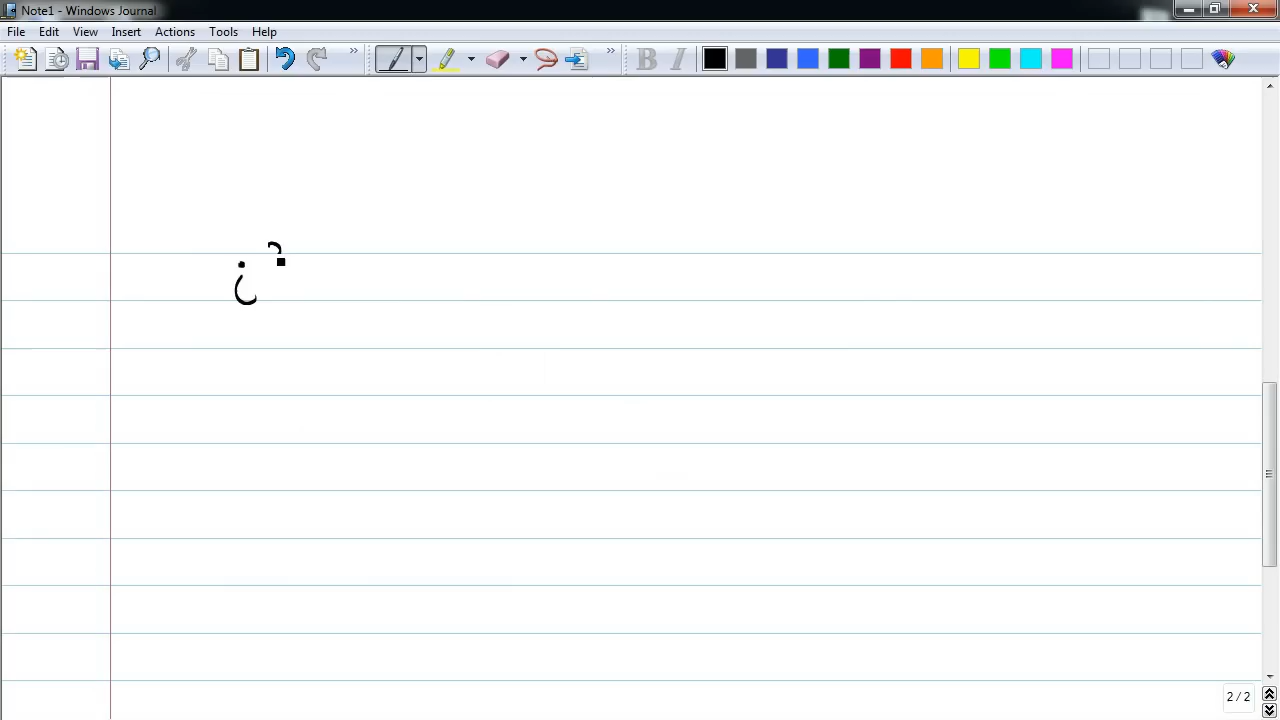 Note1 - Windows Journal
File Edit View Insert Actions Tools Help
B I
¿?
2 / 2